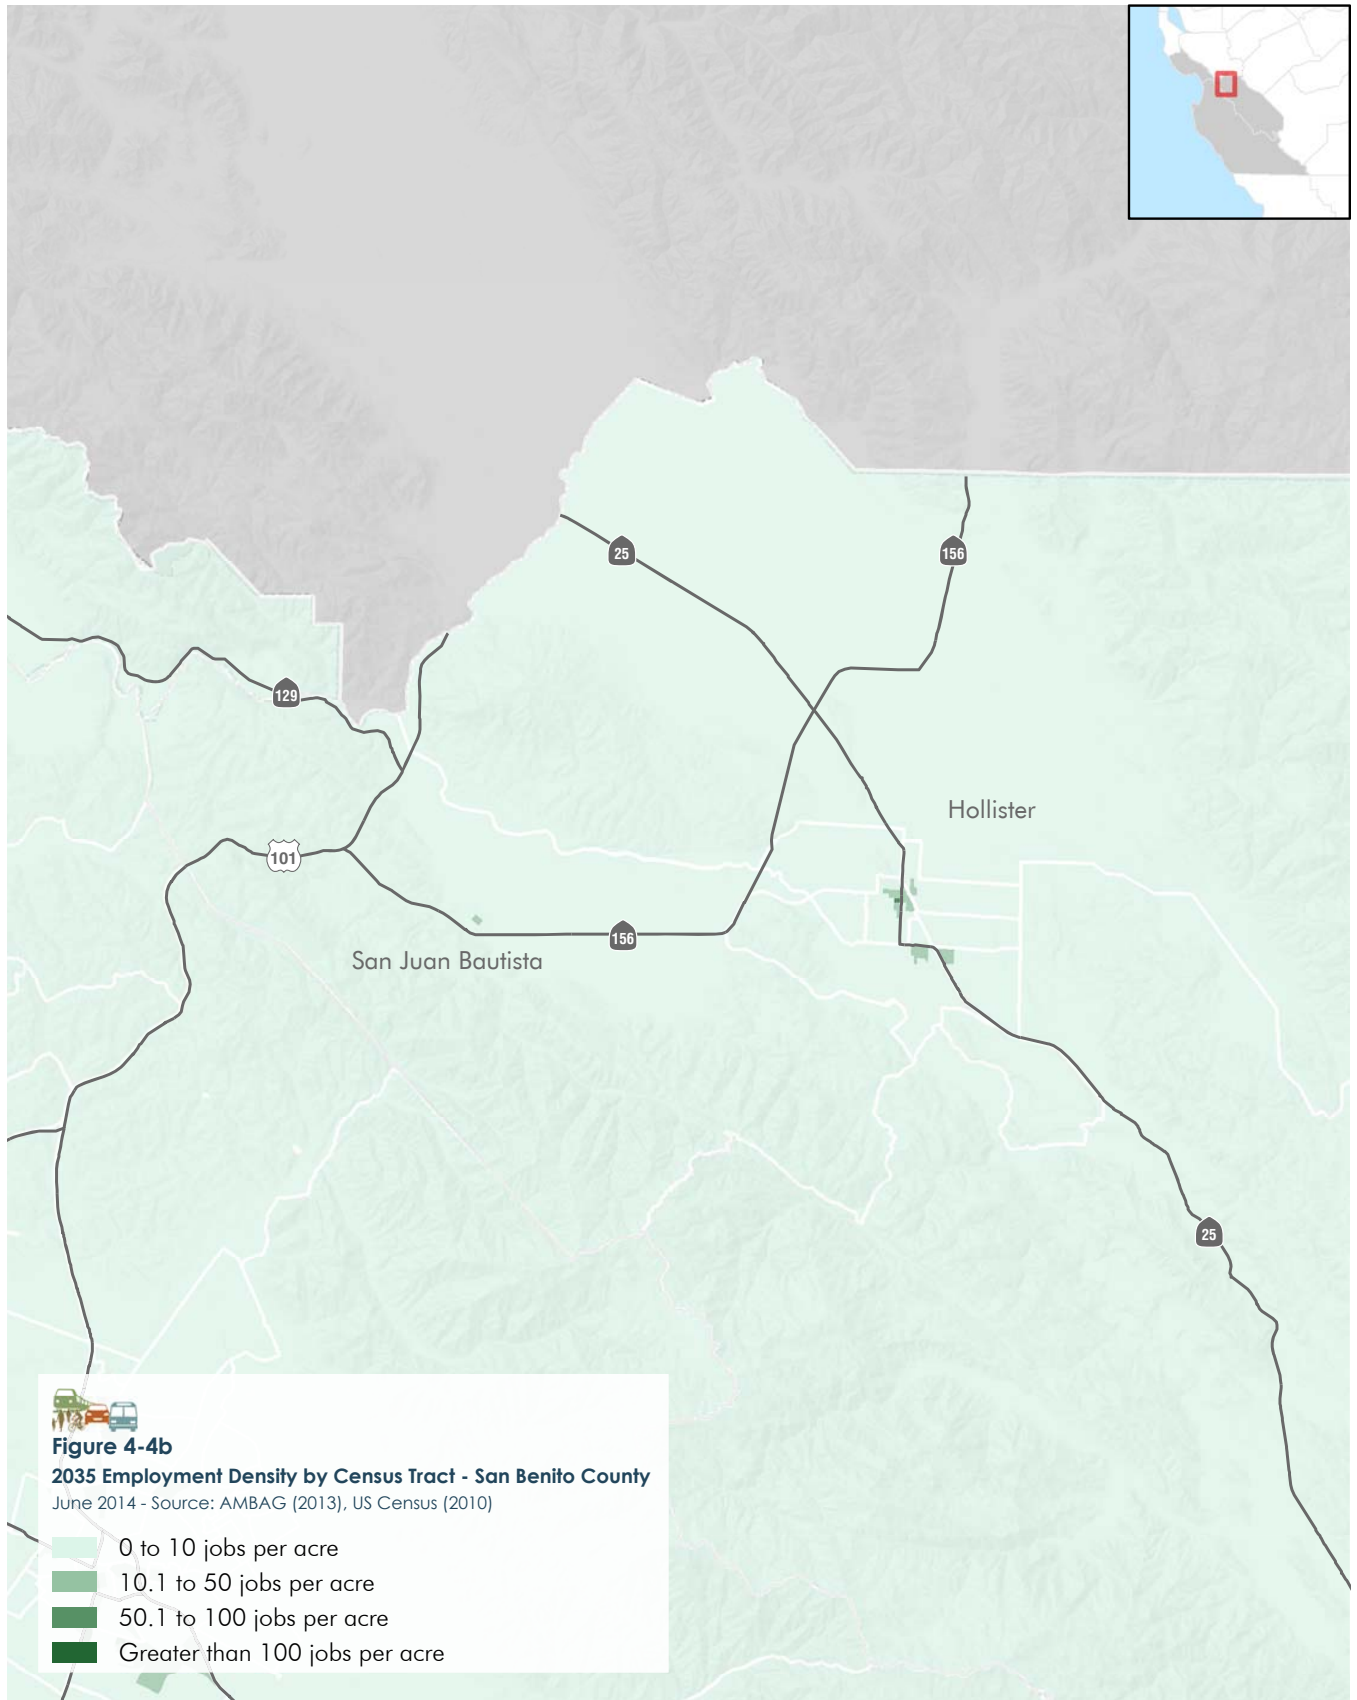 25
156
129
Hollister
101
156
San Juan Bautista
25
Figure 4-4b
2035 Employment Density by Census Tract - San Benito County
June 2014 - Source: AMBAG (2013), US Census (2010)
0 to 10 jobs per acre
10.1 to 50 jobs per acre
50.1 to 100 jobs per acre
Greater than 100 jobs per acre